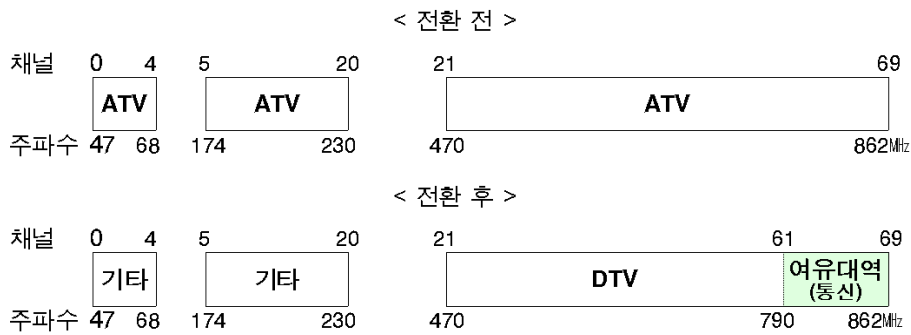 < 전환 전 >
채널 0 4 5 20 21 69
ATV ATV ATV
주파수 47 68 174 230 470 862㎒
< 전환 후 >
채널 0 4 5 20 21 61 69
기타 기타 DTV 여유대역
(통신)
주파수 47 68 174 230 470 790 862㎒